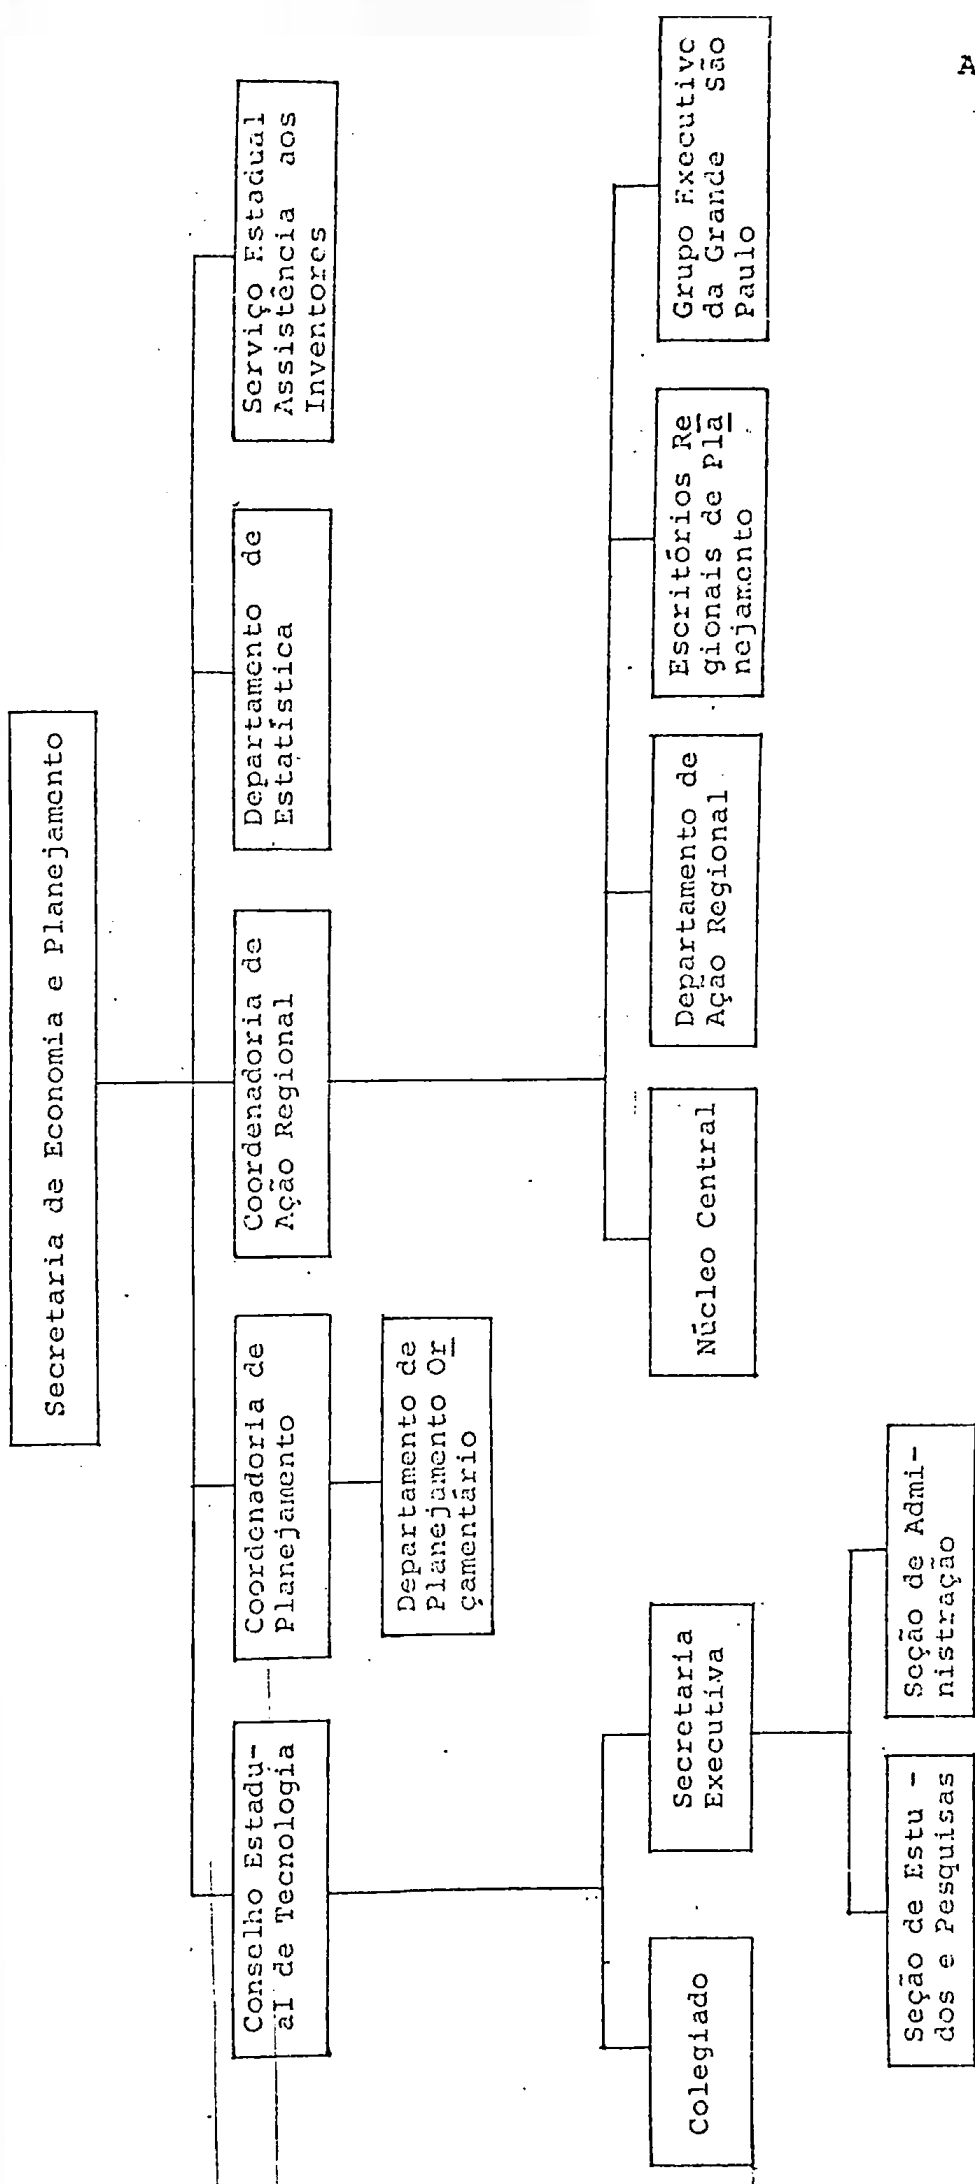 Secretaria de Economia e Planejamento
Conselho Estadu-
al de Tecnologia
Coordenadoria de
Planejamento
Coordenadoria de
Ação Regional
Departamento de
Estatística
Serviço Estadual
Assistência aos
Inventores
Departamento de
Planejamento Or
çamentário
Colegiado
Secretaria
Executiva
Núcleo Central
Departamento de
Ação Regional
Escritórios Re
gionais de Pla
nejamento
Grupo Executivo
da Grande São
Paulo
Seção de Estu -
dos e Pesquisas
Seção de Admi-
nistração
A